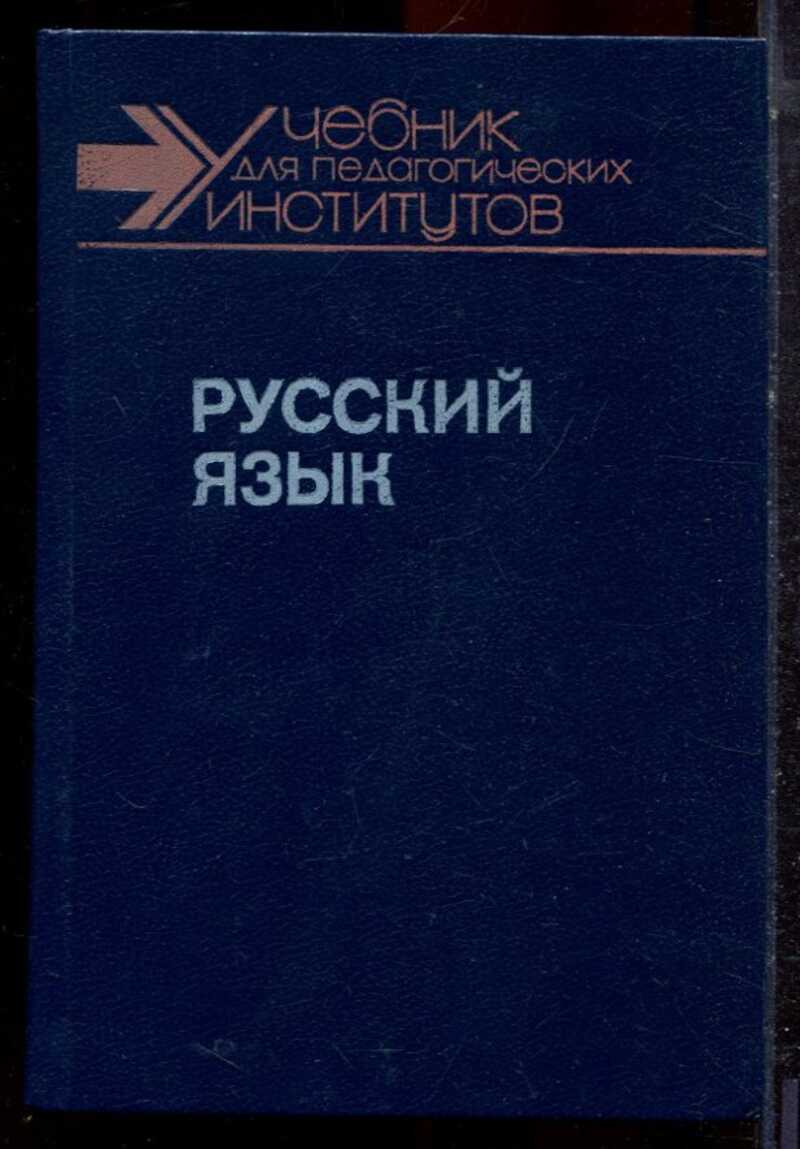 Учебник
для педагогических
институтов
РУССКИЙ
ЯЗЫК